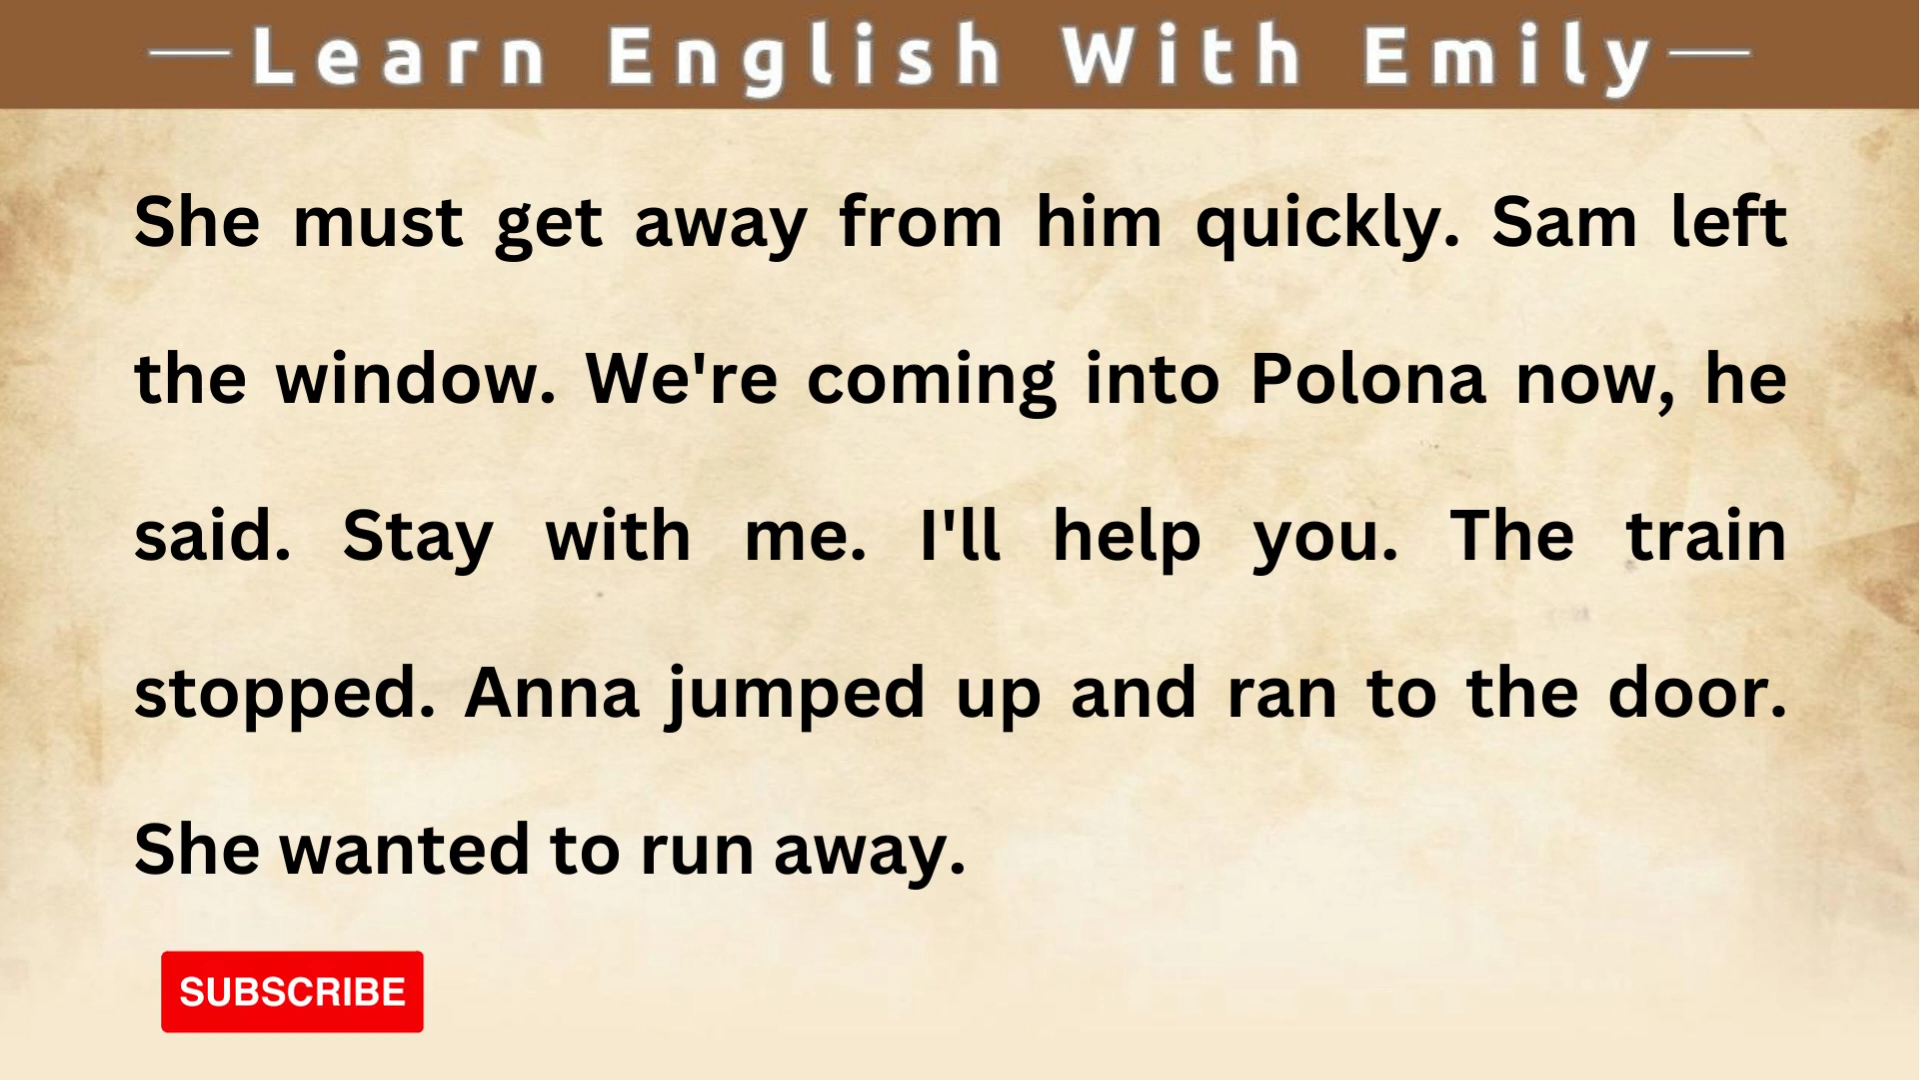 Learn English With Emily
She must get away from him quickly. Sam left
the window. We're coming into Polona now, he
said. Stay with me. I'll help you. The train
stopped. Anna jumped up and ran to the door.
She wanted to run away.
SUBSCRIBE